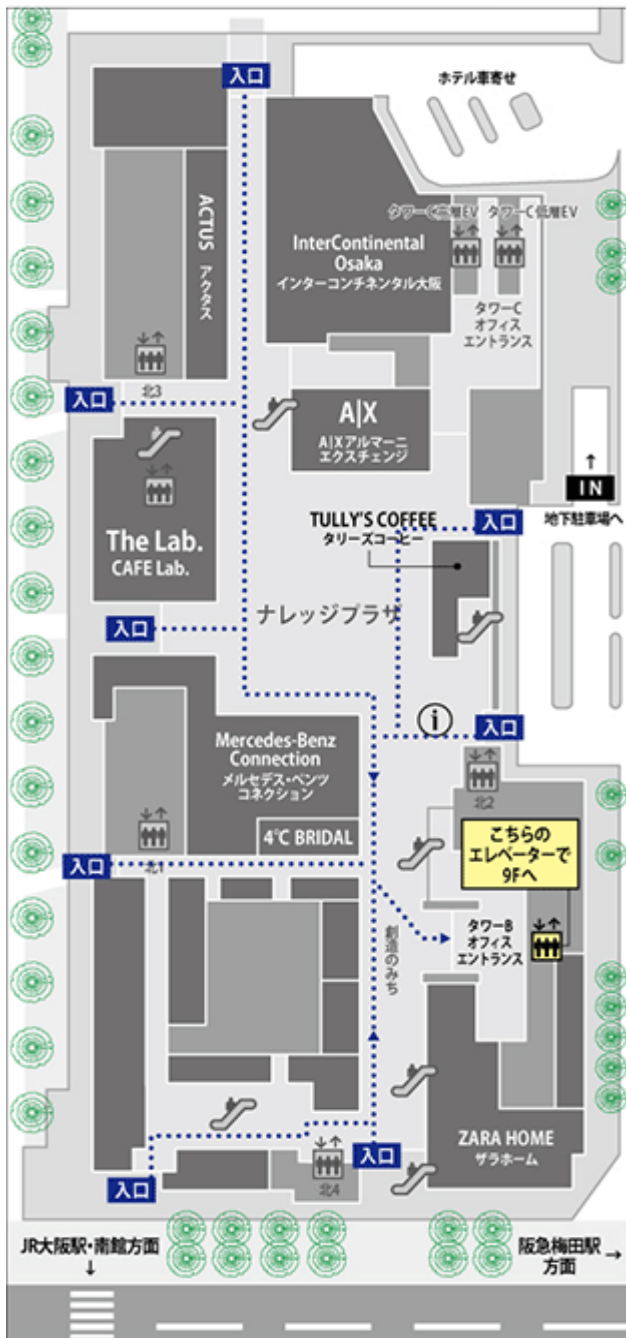 入口
ホテル車寄せ
タワーC高層EV
タワーC低層EV
ACTUS
アクタス
InterContinental
Osaka
インターコンチネンタル大阪
タワーC
オフィス
エントランス
北3
入口
A|X
A|Xアルマーニ
エクスチェンジ
IN
地下駐車場へ
入口
TULLY'S COFFEE
タリーズコーヒー
The Lab.
CAFE Lab.
ナレッジプラザ
入口
i
入口
Mercedes-Benz
Connection
メルセデス・ベンツ
コネクション
北2
4℃ BRIDAL
北1
入口
こちらの
エレベーターで
9Fへ
タワーB
オフィス
エントランス
創造のみち
ZARA HOME
ザラホーム
入口
北4
入口
JR大阪駅・南館方面
↓
阪急梅田駅
方面 →